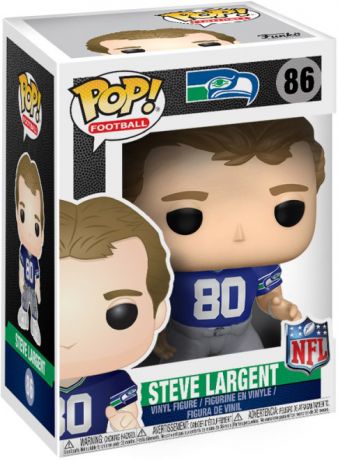 Funko
POP!
FOOTBALL
86
POP!
FOOTBALL
80
NFL
STEVE LARGENT
VINYL FIGURE / FIGURINE EN VINYLE /
FIGURA DE VINIL
STEVE LARGENT
80